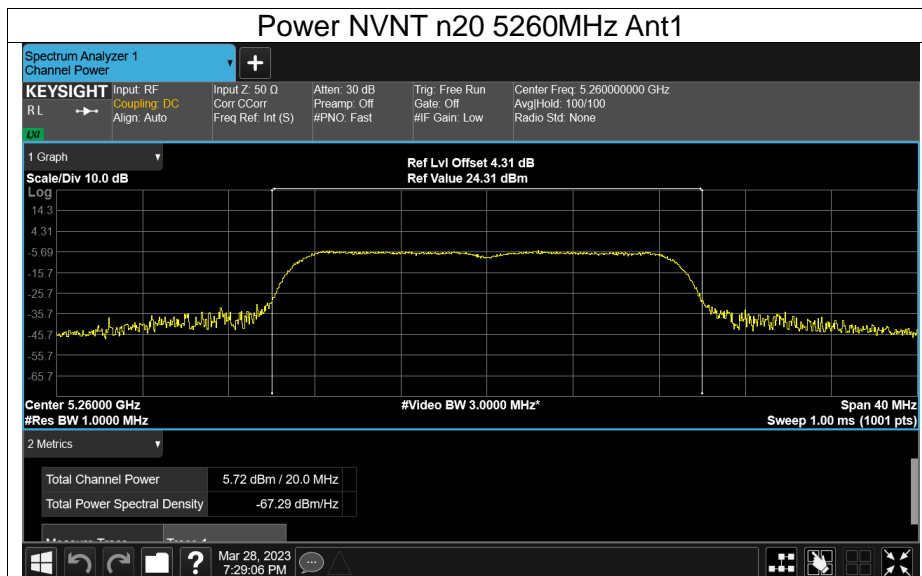 Power NVNT n20 5260MHz Ant1
Spectrum Analyzer 1
Channel Power
KEYSIGHT
R L
LXI
Input: RF
Coupling: DC
Align: Auto
Input Z: 50 Ω
Corr CCorr
Freq Ref: Int (S)
Atten: 30 dB
Preamp: Off
#PNO: Fast
Trig: Free Run
Gate: Off
#IF Gain: Low
Center Freq: 5.260000000 GHz
Avg|Hold: 100/100
Radio Std: None
1 Graph
Scale/Div 10.0 dB
Ref Lvl Offset 4.31 dB
Ref Value 24.31 dBm
Log
14.3
4.31
-5.69
-15.7
-25.7
-35.7
-45.7
-55.7
-65.7
Center 5.26000 GHz
#Video BW 3.0000 MHz*
Span 40 MHz
#Res BW 1.0000 MHz
Sweep 1.00 ms (1001 pts)
2 Metrics
Total Channel Power 5.72 dBm / 20.0 MHz
Total Power Spectral Density -67.29 dBm/Hz
Measure Trace Trace 1
Mar 28, 2023
7:29:06 PM